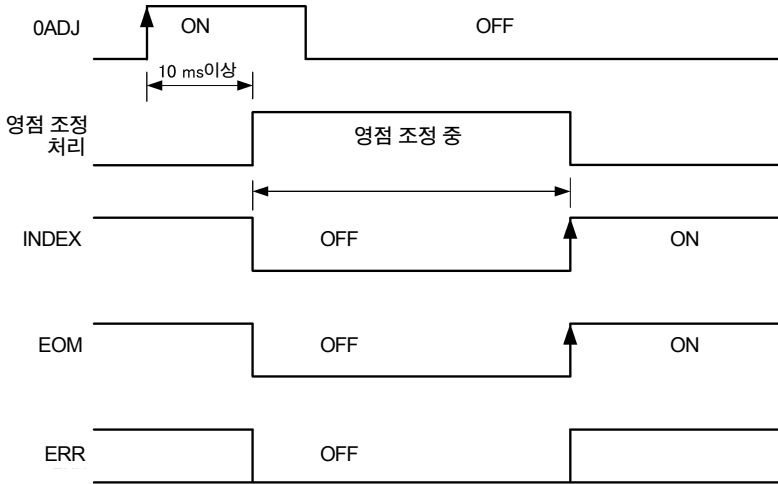 0ADJ ON OFF
10 ms이상
영점 조정
처리
영점 조정 중
INDEX OFF ON
EOM OFF ON
ERR OFF